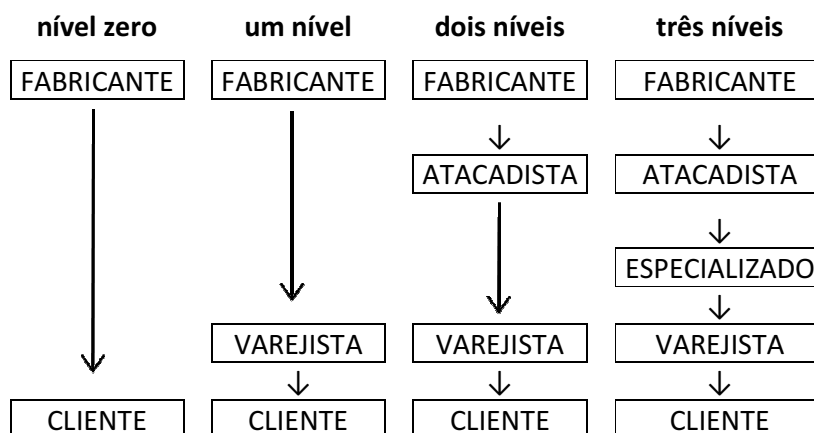 nível zero um nível dois níveis três níveis
FABRICANTE FABRICANTE FABRICANTE FABRICANTE
ATACADISTA ATACADISTA
ESPECIALIZADO
VAREJISTA VAREJISTA VAREJISTA
CLIENTE CLIENTE CLIENTE CLIENTE